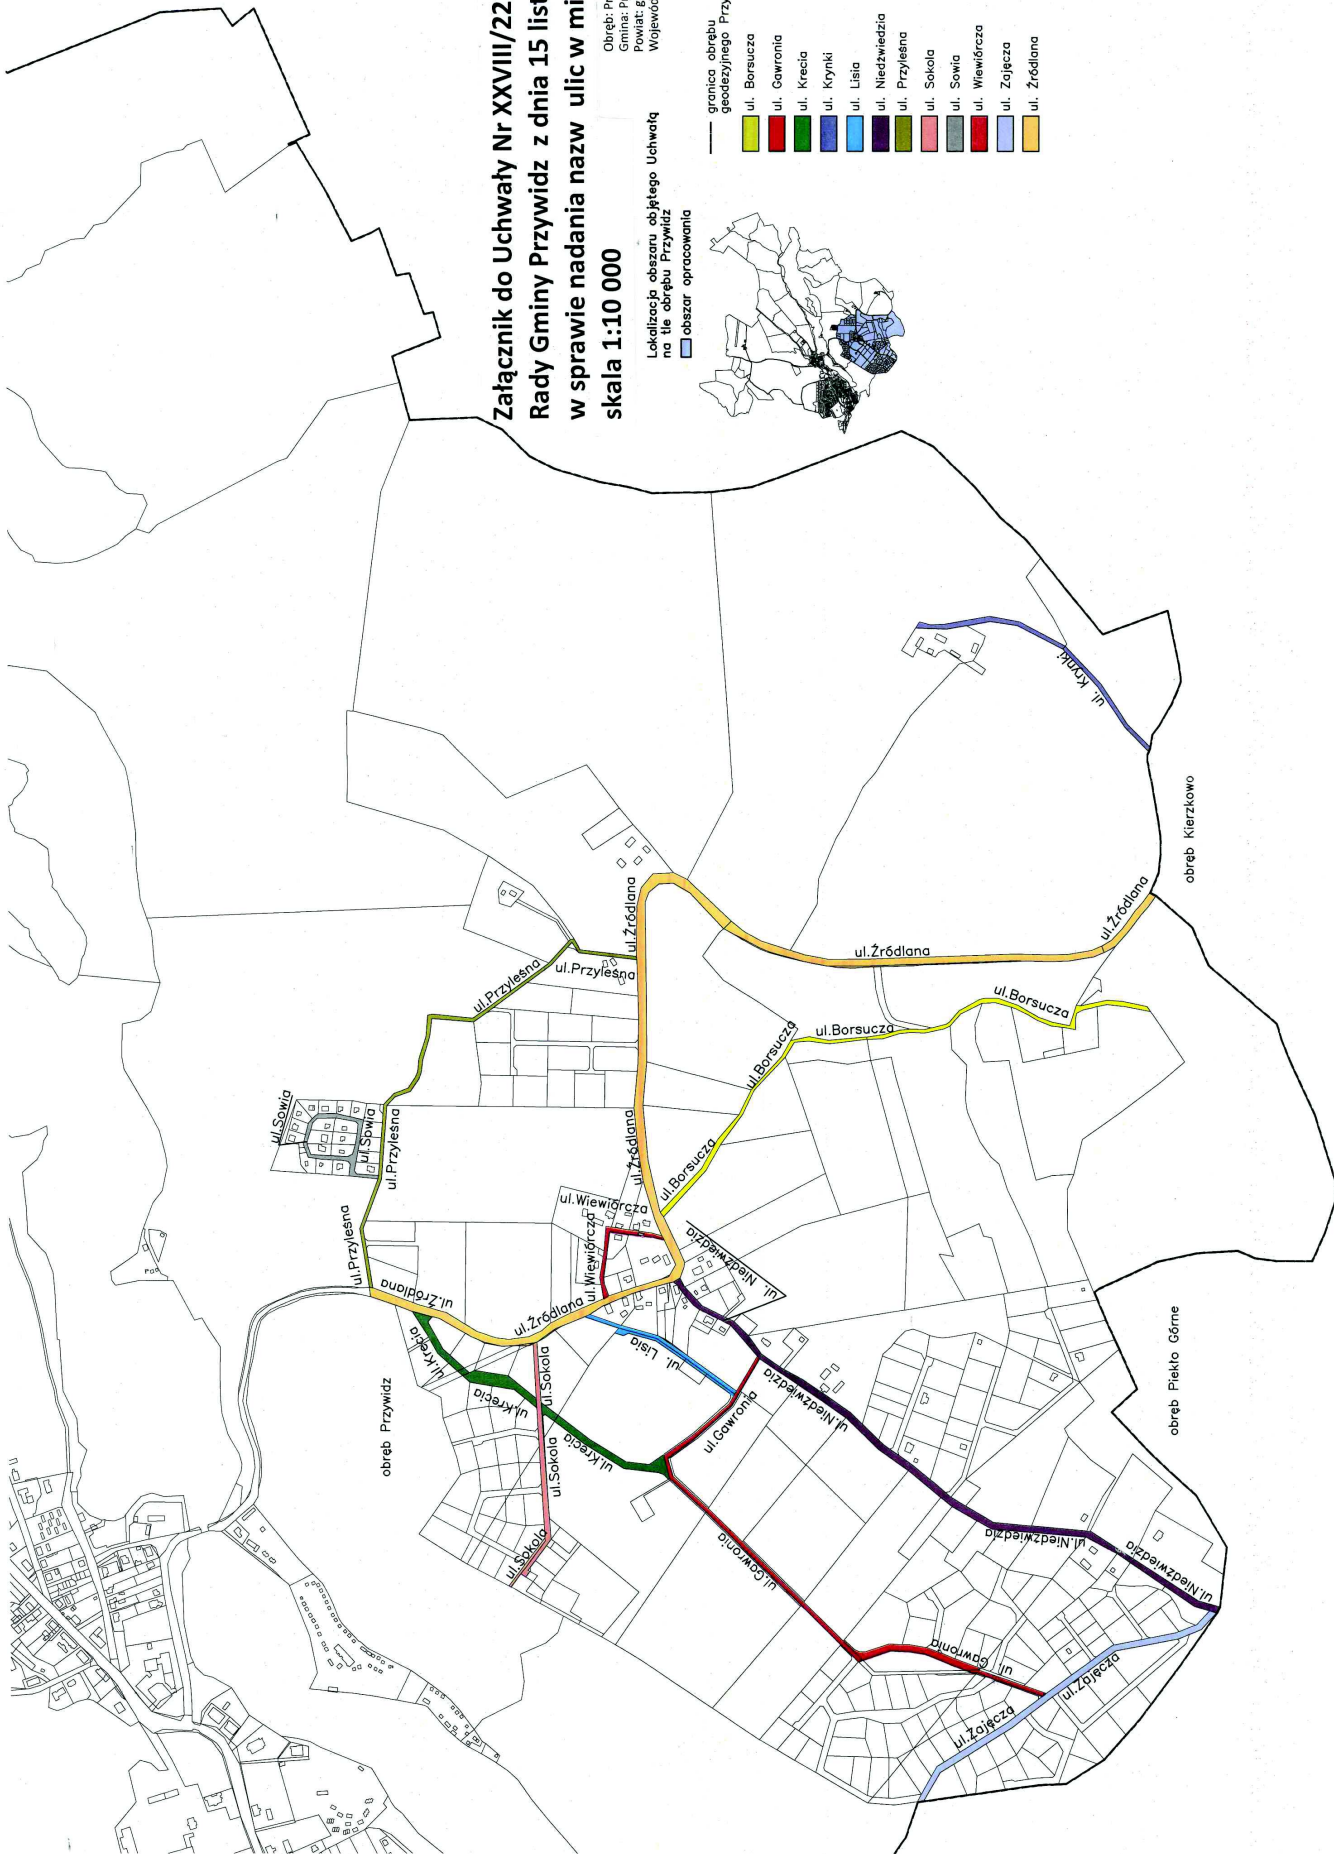 Załącznik do Uchwały Nr XXVIII/22
Rady Gminy Przywidz z dnia 15 list
w sprawie nadania nazw ulic w mi
skala 1:10 000
Obręb: Pr
Gmina: P
Powiat: g
Wojewód
Lokalizacja obszaru objętego Uchwałą
na tle obrębu Przywidz
obszar opracowania
granica obrębu
geodezyjnego Przy
ul. Borsucza
ul. Gawronia
ul. Krecia
ul. Krynki
ul. Lisia
ul. Niedźwiedzia
ul. Przyleśna
ul. Sokola
ul. Sowia
ul. Wiewiórcza
ul. Zajęcza
ul. Źródlana
ul.Sowia
ul.Sowia
ul.Przyleśna
ul.Przyleśna
ul.Przyleśna
ul.Przyleśna
ul.Źródlana
ul.Źródlana
ul.Źródlana
ul.Źródlana
ul.Źródlana
ul.Źródlana
ul.Wiewiórcza
ul.Wiewiórcza
ul.Borsucza
ul.Borsucza
ul.Borsucza
ul.Borsucza
ul. Krynki
obręb Kierzkowo
obręb Przywidz
ul.Krecia
ul.Krecia
ul.Krecia
ul.Sokola
ul.Sokola
ul.Sokola
ul. Lisia
ul. Niedźwiedzia
ul.Niedźwiedzia
ul.Niedźwiedzia
ul.Niedźwiedzia
ul.Gawronia
ul.Gawronia
ul. Gawronia
ul.Zajęcza
ul.Zajęcza
obręb Piekło Górne